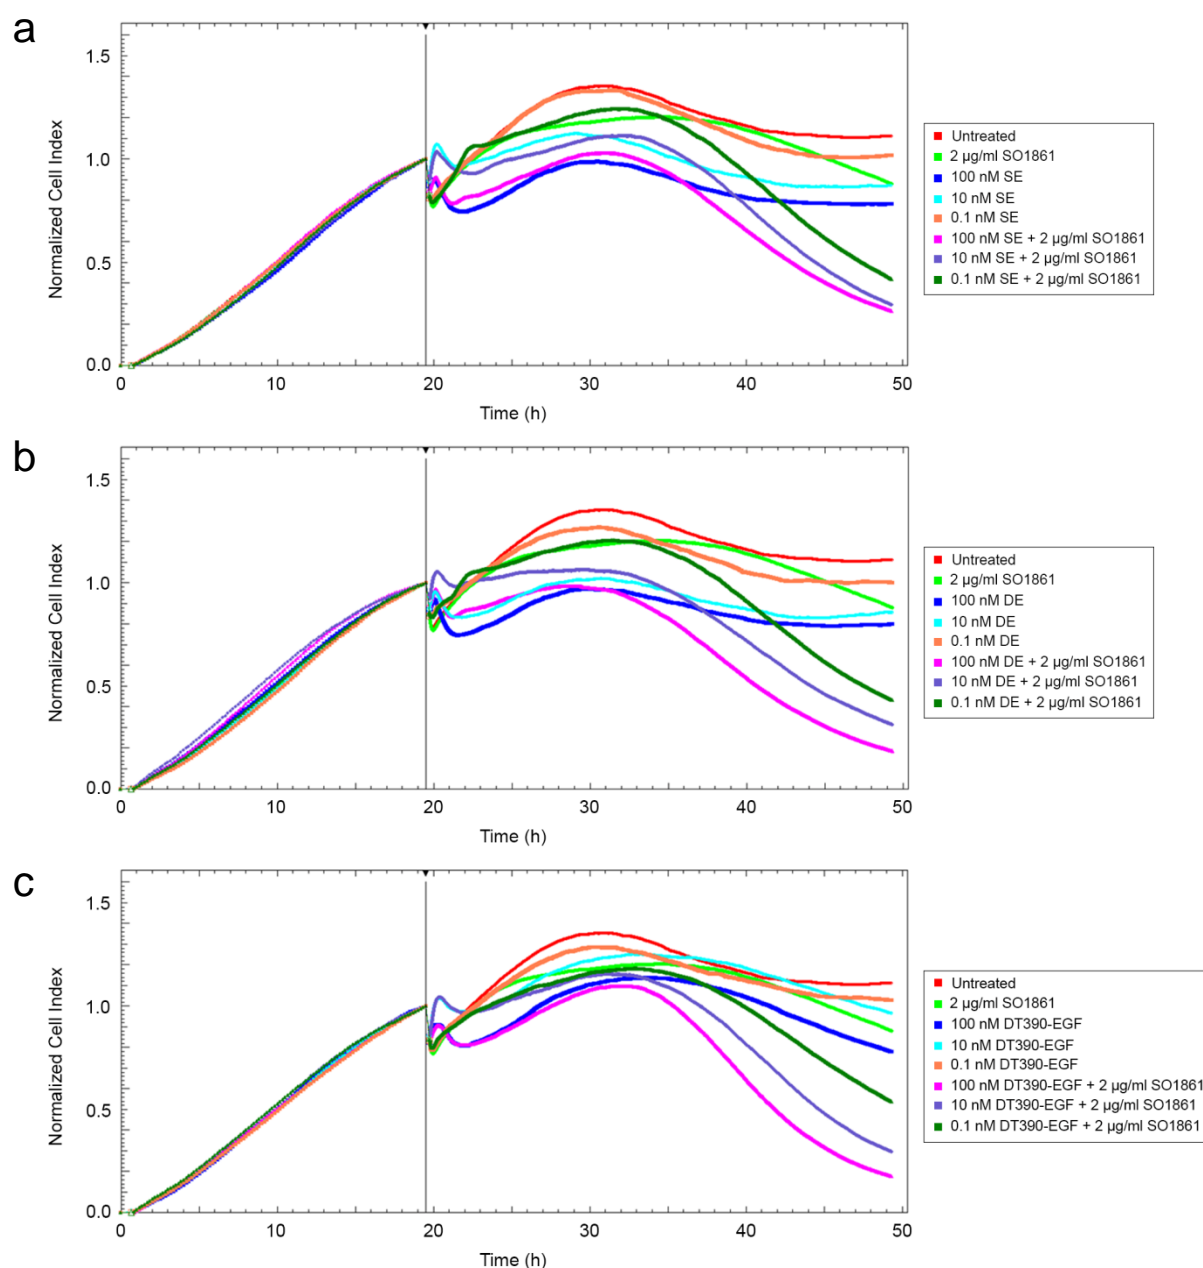 a
1.5
1.0
0.5
0.0
Normalized Cell Index
0 10 20 30 40 50
Time (h)
Untreated
2 µg/ml SO1861
100 nM SE
10 nM SE
0.1 nM SE
100 nM SE + 2 µg/ml SO1861
10 nM SE + 2 µg/ml SO1861
0.1 nM SE + 2 µg/ml SO1861
b
1.5
1.0
0.5
0.0
Normalized Cell Index
0 10 20 30 40 50
Time (h)
Untreated
2 µg/ml SO1861
100 nM DE
10 nM DE
0.1 nM DE
100 nM DE + 2 µg/ml SO1861
10 nM DE + 2 µg/ml SO1861
0.1 nM DE + 2 µg/ml SO1861
c
1.5
1.0
0.5
0.0
Normalized Cell Index
0 10 20 30 40 50
Time (h)
Untreated
2 µg/ml SO1861
100 nM DT390-EGF
10 nM DT390-EGF
0.1 nM DT390-EGF
100 nM DT390-EGF + 2 µg/ml SO1861
10 nM DT390-EGF + 2 µg/ml SO1861
0.1 nM DT390-EGF + 2 µg/ml SO1861